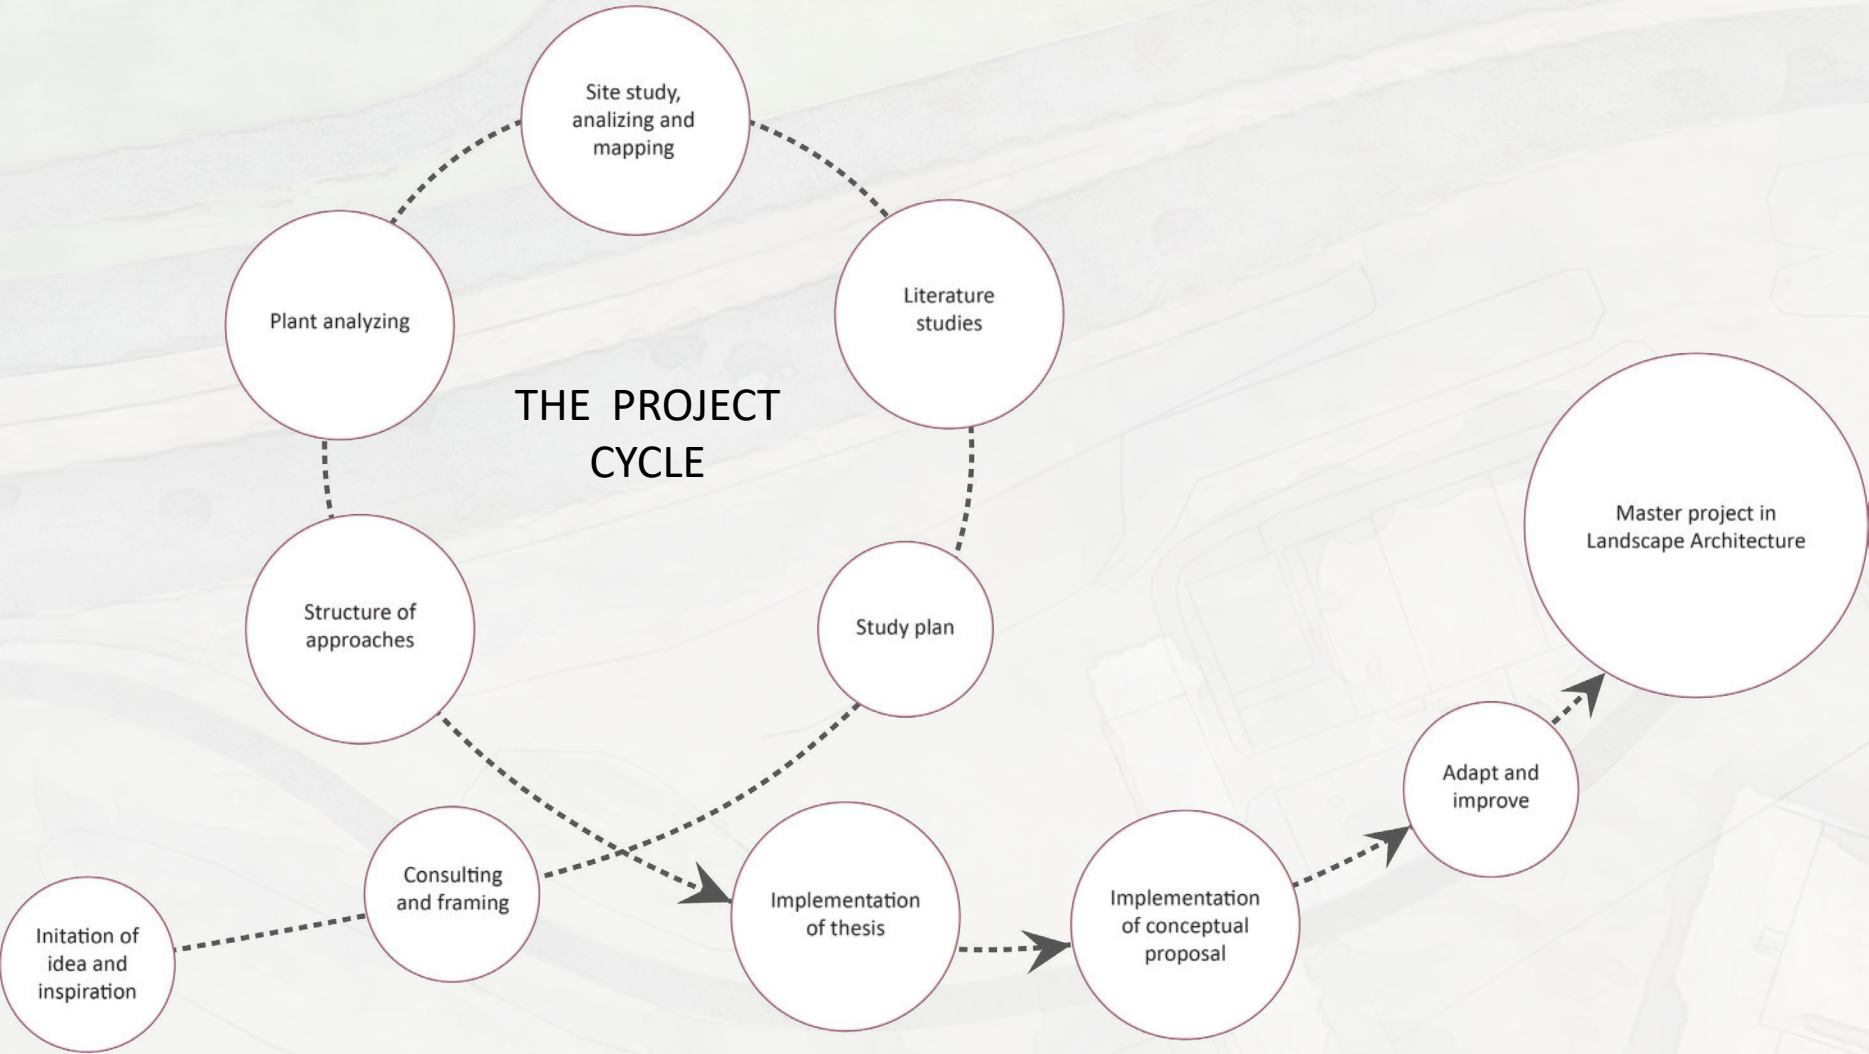 Site study,
analizing and
mapping
Plant analyzing
Literature
studies
THE PROJECT
CYCLE
Structure of
approaches
Study plan
Master project in
Landscape Architecture
Adapt and
improve
Consulting
and framing
Implementation
of thesis
Implementation
of conceptual
proposal
Initation of
idea and
inspiration